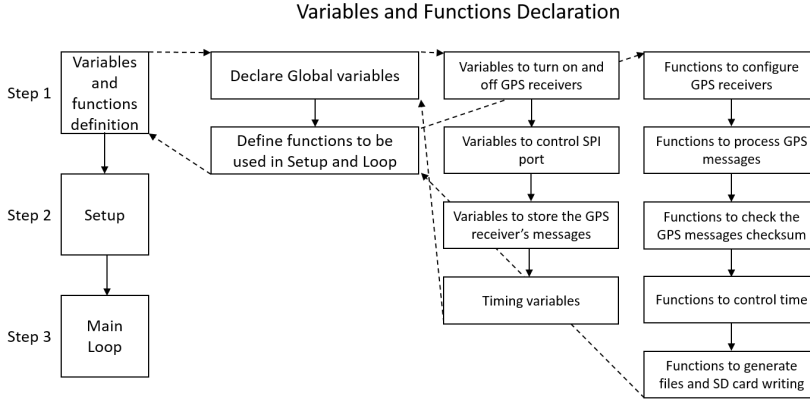 Variables and Functions Declaration
Step 1
Variables
and
functions
definition
Declare Global variables
Define functions to be
used in Setup and Loop
Variables to turn on and
off GPS receivers
Functions to configure
GPS receivers
Variables to control SPI
port
Functions to process GPS
messages
Step 2
Setup
Variables to store the GPS
receiver's messages
Functions to check the
GPS messages checksum
Timing variables
Functions to control time
Step 3
Main
Loop
Functions to generate
files and SD card writing